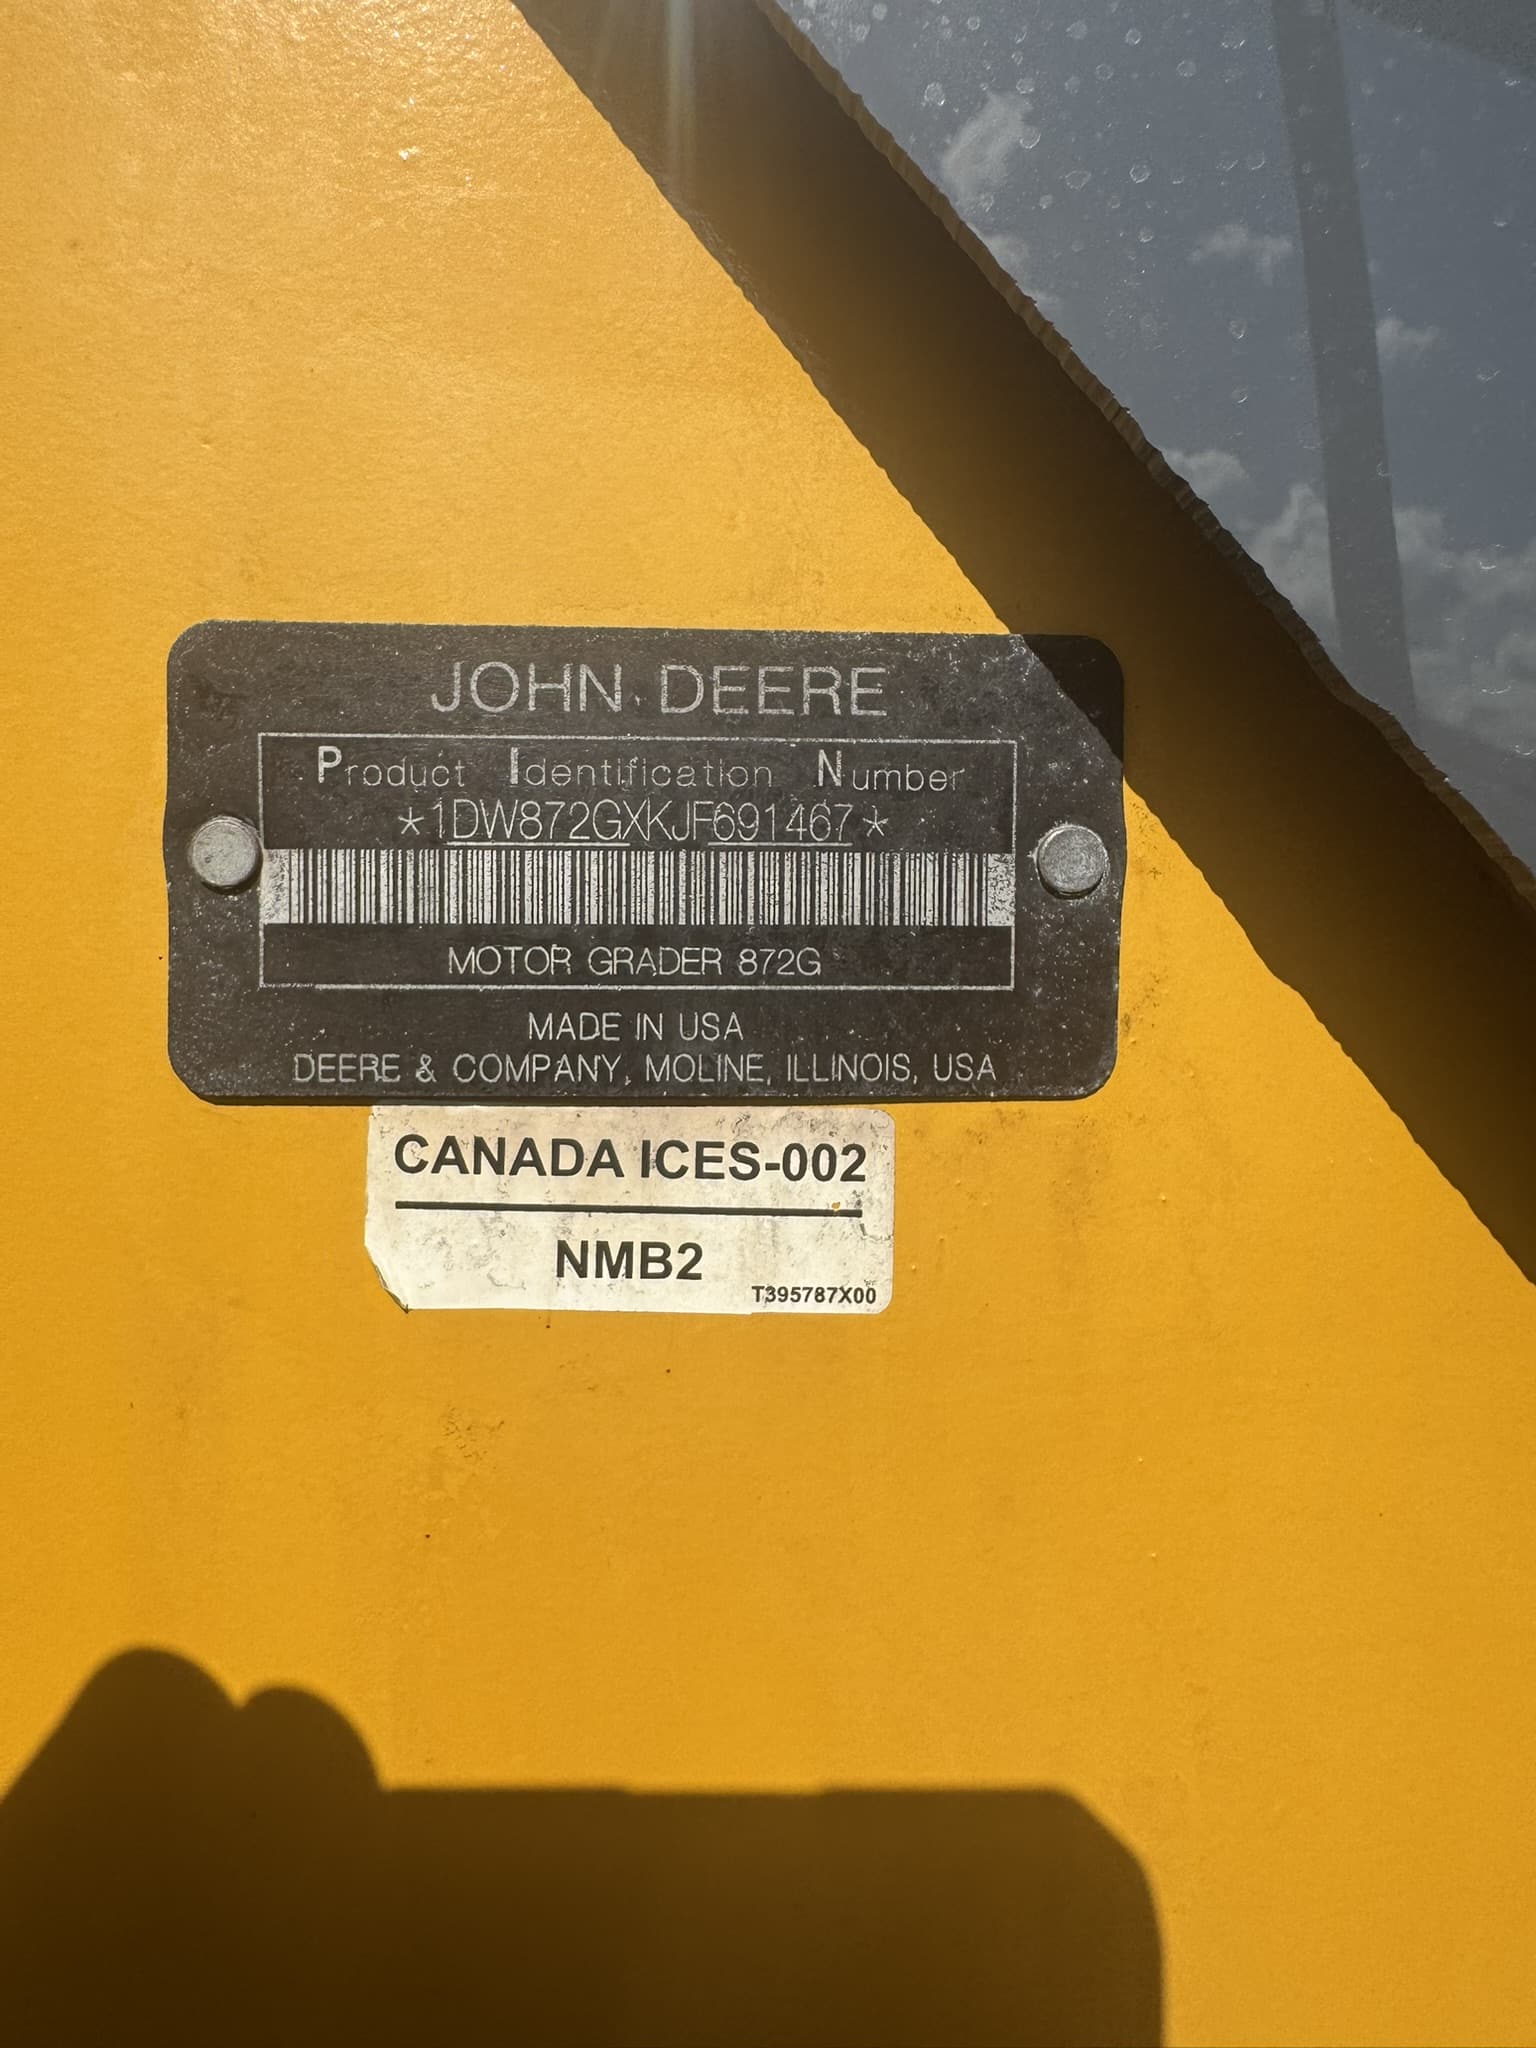 JOHN DEERE
Product Identification Number
*1DW872GXKJF691467*
MOTOR GRADER 872G
MADE IN USA
DEERE & COMPANY, MOLINE, ILLINOIS, USA
CANADA ICES-002
NMB2
T395787X00